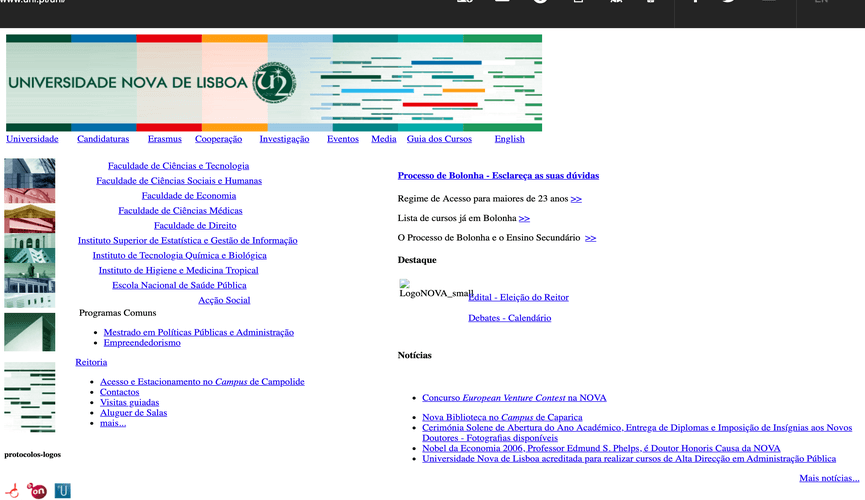 www.unl.pt/unl/
EN
UNIVERSIDADE NOVA DE LISBOA
Universidade Candidaturas Erasmus Cooperação Investigação Eventos Media Guia dos Cursos English
Faculdade de Ciências e Tecnologia
Faculdade de Ciências Sociais e Humanas
Faculdade de Economia
Faculdade de Ciências Médicas
Faculdade de Direito
Instituto Superior de Estatística e Gestão de Informação
Instituto de Tecnologia Química e Biológica
Instituto de Higiene e Medicina Tropical
Escola Nacional de Saúde Pública
Acção Social
Programas Comuns
Mestrado em Políticas Públicas e Administração
Empreendedorismo
Reitoria
Acesso e Estacionamento no Campus de Campolide
Contactos
Visitas guiadas
Aluguer de Salas
mais...
protocolos-logos
Processo de Bolonha - Esclareça as suas dúvidas
Regime de Acesso para maiores de 23 anos >>
Lista de cursos já em Bolonha >>
O Processo de Bolonha e o Ensino Secundário >>
Destaque
LogoNOVA_small
Edital - Eleição do Reitor
Debates - Calendário
Notícias
Concurso European Venture Contest na NOVA
Nova Biblioteca no Campus de Caparica
Cerimónia Solene de Abertura do Ano Académico, Entrega de Diplomas e Imposição de Insígnias aos Novos
Doutores - Fotografias disponíveis
Nobel da Economia 2006, Professor Edmund S. Phelps, é Doutor Honoris Causa da NOVA
Universidade Nova de Lisboa acreditada para realizar cursos de Alta Direcção em Administração Pública
Mais notícias...